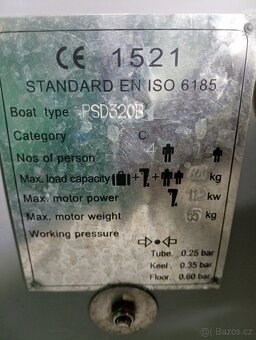 CE 1521
STANDARD EN ISO 6185
Boat type PSD320B
Category C
Nos of person 4 1
Max. load capacity + + kg
Max. motor power kw
Max. motor weight kg
Working pressure
Tube. 0.25 bar
Keel. 0.35 bar
Floor. 0.60 bar
© Sbazar.cz